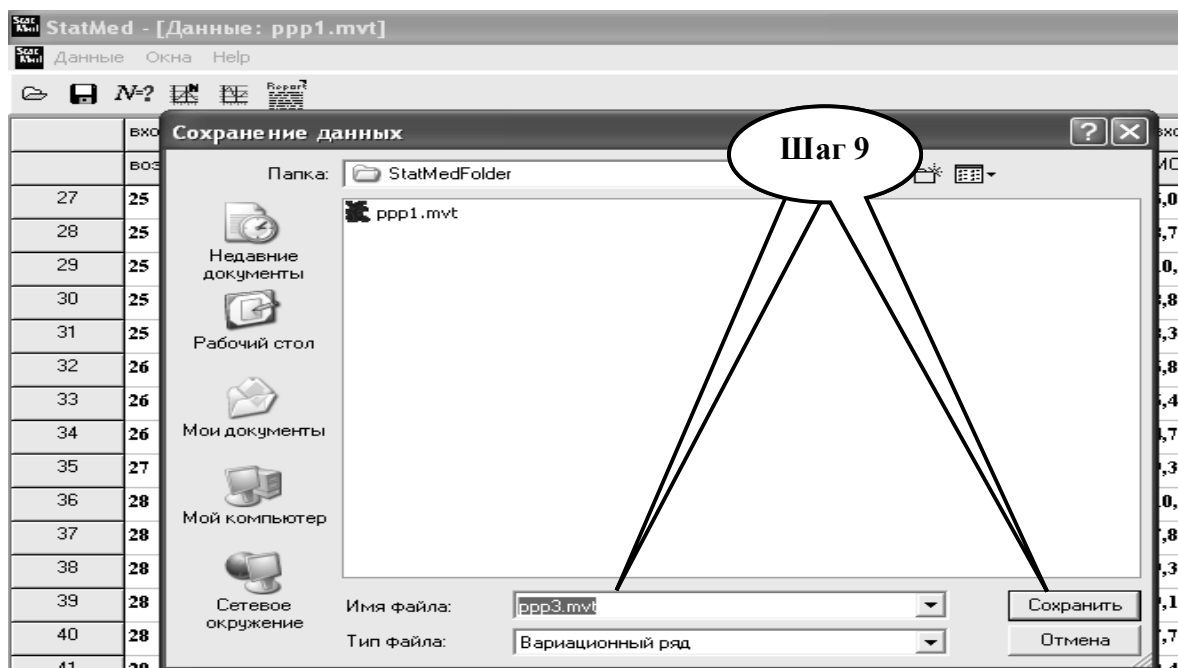 StatMed - [Данные: ppp1.mvt]
Данные Окна Help
N=? Report
Сохранение данных
Шаг 9
Папка: StatMedFolder
ppp1.mvt
Недавние
документы
Рабочий стол
Мои документы
Мой компьютер
Сетевое
окружение
Имя файла: ppp3.mvt Сохранить
Тип файла: Вариационный ряд Отмена
27 25
28 25
29 25
30 25
31 25
32 26
33 26
34 26
35 27
36 28
37 28
38 28
39 28
40 28